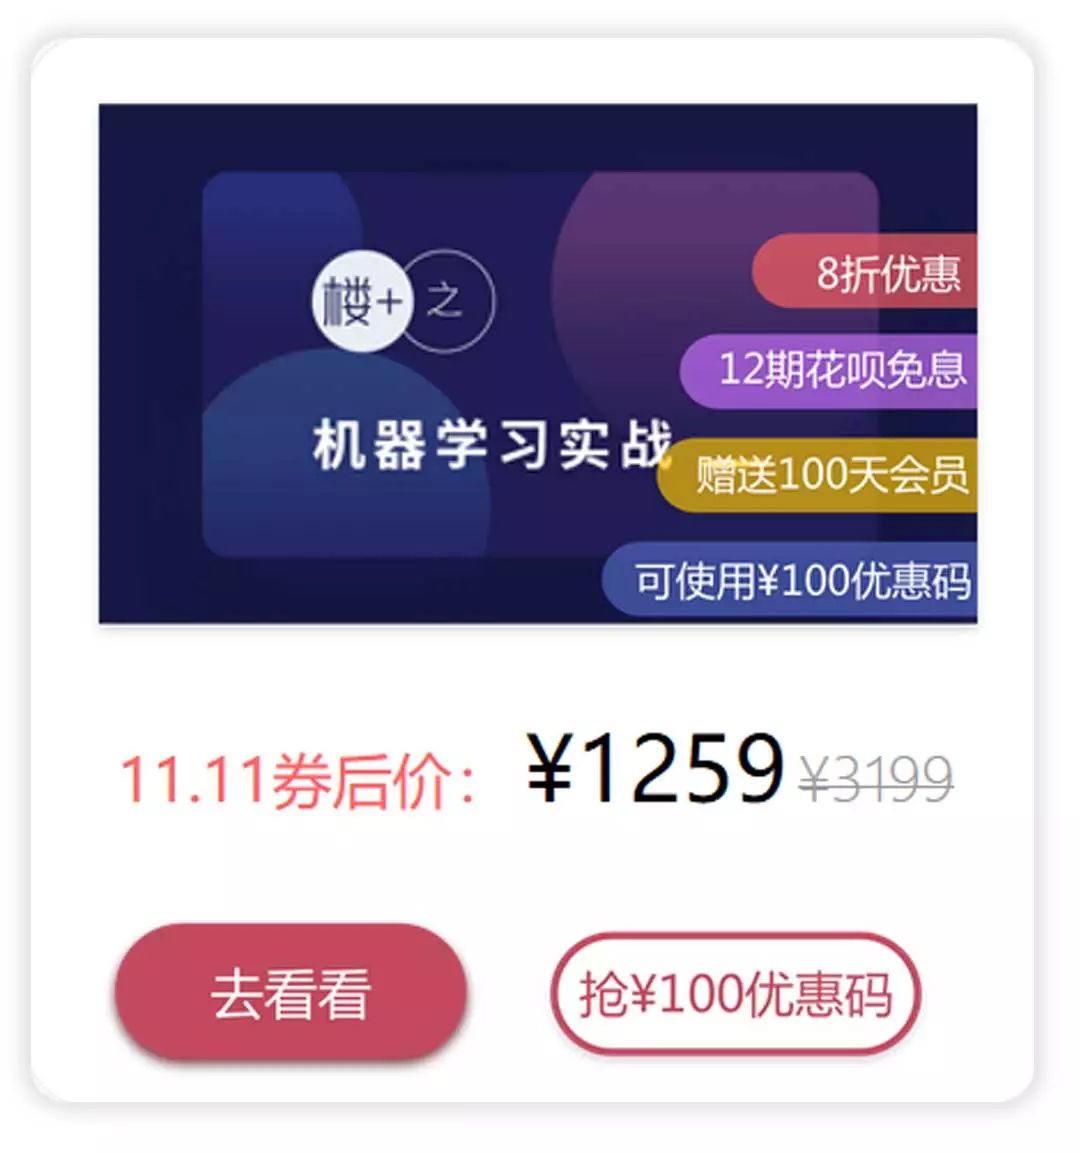 楼+ 之
机器学习实战
8折优惠
12期花呗免息
赠送100天会员
可使用¥100优惠码
11.11券后价： ¥1259 ¥3199
去看看 抢¥100优惠码